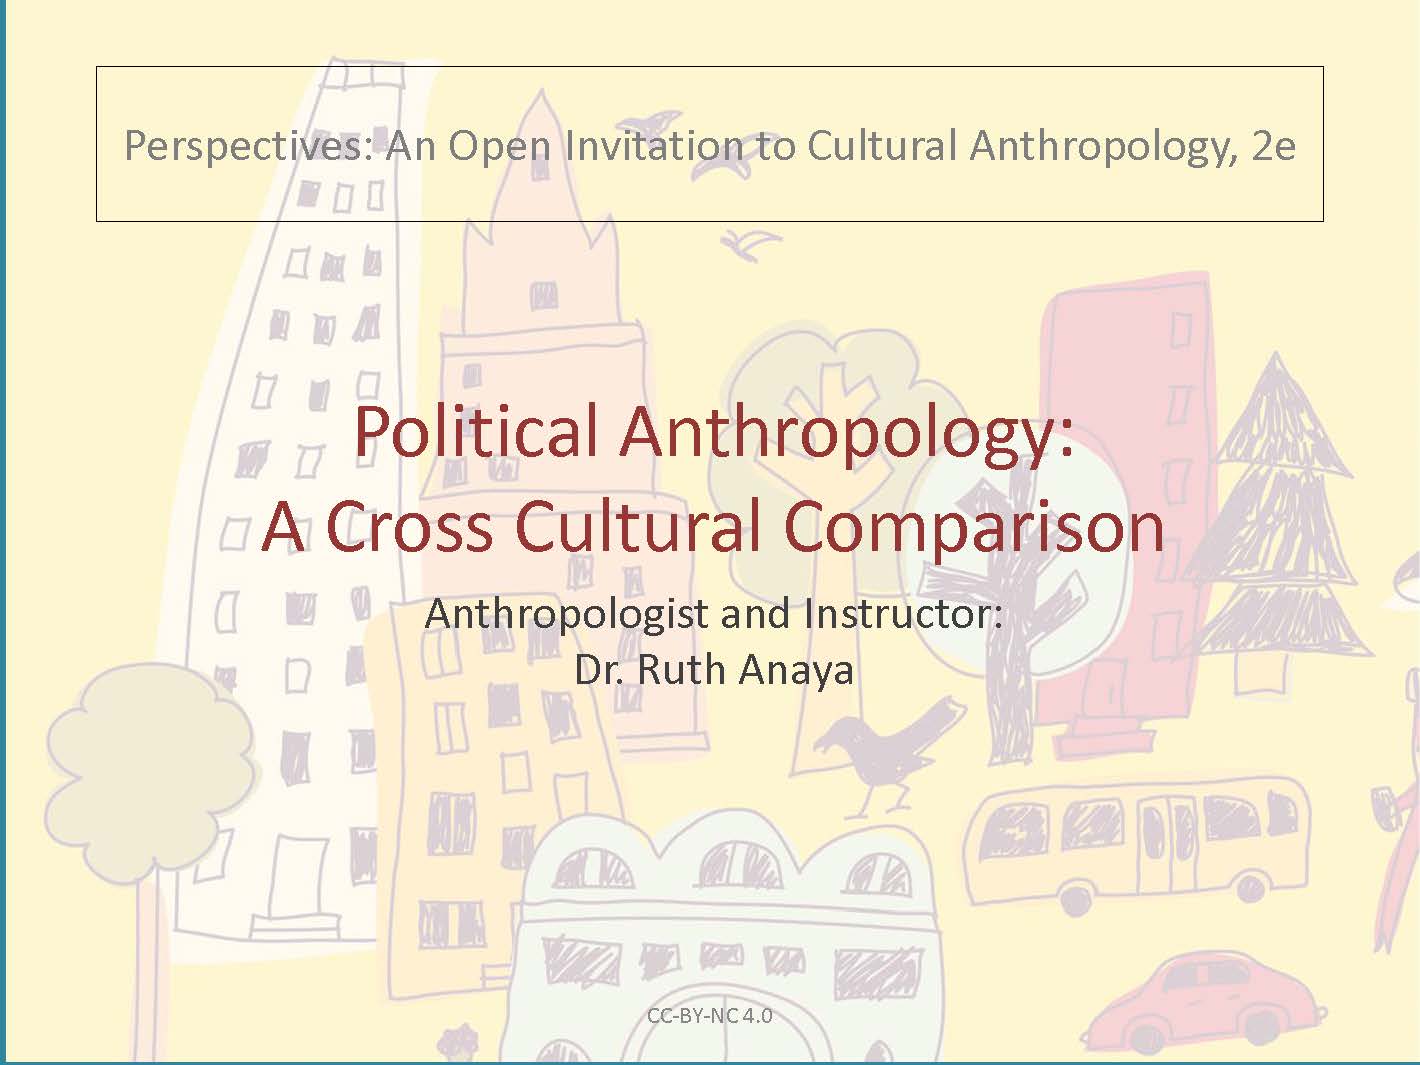 Perspectives: An Open Invitation to Cultural Anthropology, 2e
Political Anthropology:
A Cross Cultural Comparison
Anthropologist and Instructor:
Dr. Ruth Anaya
CC-BY-NC 4.0